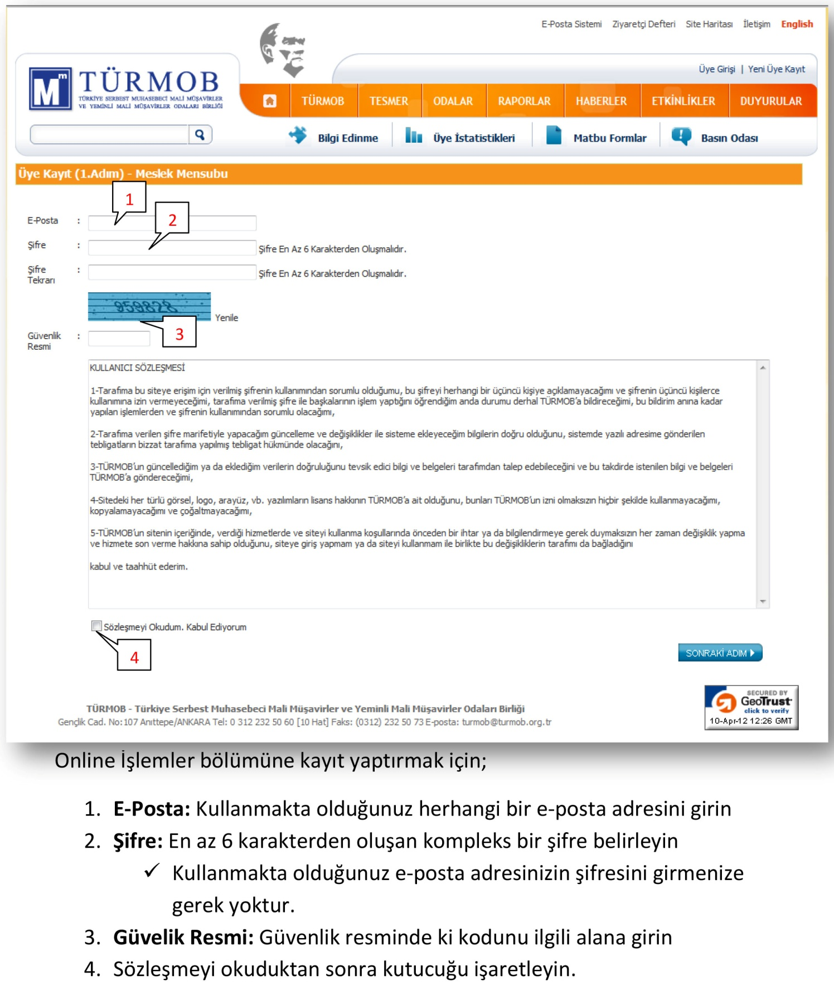 E-Posta Sistemi Ziyaretçi Defteri Site Haritası İletişim English
Üye Girişi | Yeni Üye Kayıt
Mm TÜRMOB
TÜRKİYE SERBEST MUHASEBECİ MALİ MÜŞAVİRLER
VE YEMİNLİ MALİ MÜŞAVİRLER ODALARI BİRLİĞİ
TÜRMOB TESMER ODALAR RAPORLAR HABERLER ETKİNLİKLER DUYURULAR
Bilgi Edinme Üye İstatistikleri Matbu Formlar Basın Odası
Üye Kayıt (1.Adım) - Meslek Mensubu
1
2
E-Posta :
Şifre : Şifre En Az 6 Karakterden Oluşmalıdır.
Şifre : Şifre En Az 6 Karakterden Oluşmalıdır.
Tekrarı
959828 Yenile
3
Güvenlik :
Resmi
KULLANICI SÖZLEŞMESİ
1-Tarafıma bu siteye erişim için verilmiş şifrenin kullanımından sorumlu olduğumu, bu şifreyi herhangi bir üçüncü kişiye açıklamayacağımı ve şifrenin üçüncü kişilerce
kullanımına izin vermeyeceğimi, tarafıma verilmiş şifre ile başkalarının işlem yaptığını öğrendiğim anda durumu derhal TÜRMOB’a bildireceğimi, bu bildirim anına kadar
yapılan işlemlerden ve şifrenin kullanımından sorumlu olacağımı,
2-Tarafıma verilen şifre marifetiyle yapacağım güncelleme ve değişiklikler ile sisteme ekleyeceğim bilgilerin doğru olduğunu, sistemde yazılı adresime gönderilen
tebligatların bizzat tarafıma yapılmış tebligat hükmünde olacağını,
3-TÜRMOB’un güncellediğim ya da eklediğim verilerin doğruluğunu tevsik edici bilgi ve belgeleri tarafımdan talep edebileceğini ve bu takdirde istenilen bilgi ve belgeleri
TÜRMOB’a göndereceğimi,
4-Sitedeki her türlü görsel, logo, arayüz, vb. yazılımların lisans hakkının TÜRMOB’a ait olduğunu, bunları TÜRMOB’un izni olmaksızın hiçbir şekilde kullanmayacağımı,
kopyalamayacağımı ve çoğaltmayacağımı,
5-TÜRMOB’un sitenin içeriğinde, verdiği hizmetlerde ve siteyi kullanma koşullarında önceden bir ihtar ya da bilgilendirmeye gerek duymaksızın her zaman değişiklik yapma
ve hizmete son verme hakkına sahip olduğunu, siteye giriş yapmam ya da siteyi kullanmam ile birlikte bu değişikliklerin tarafımı da bağladığını
kabul ve taahhüt ederim.
Sözleşmeyi Okudum. Kabul Ediyorum
4
SONRAKİ ADIM
SECURED BY
GeoTrust
click to verify
10-Apr-12 12:26 GMT
TÜRMOB - Türkiye Serbest Muhasebeci Mali Müşavirler ve Yeminli Mali Müşavirler Odaları Birliği
Gençlik Cad. No:107 Anıttepe/ANKARA Tel: 0 312 232 50 60 [10 Hat] Faks: (0312) 232 50 73 E-posta: turmob@turmob.org.tr
Online İşlemler bölümüne kayıt yaptırmak için;
1. E-Posta: Kullanmakta olduğunuz herhangi bir e-posta adresini girin
2. Şifre: En az 6 karakterden oluşan kompleks bir şifre belirleyin
✓ Kullanmakta olduğunuz e-posta adresinizin şifresini girmenize
gerek yoktur.
3. Güvelik Resmi: Güvenlik resminde ki kodunu ilgili alana girin
4. Sözleşmeyi okuduktan sonra kutucuğu işaretleyin.